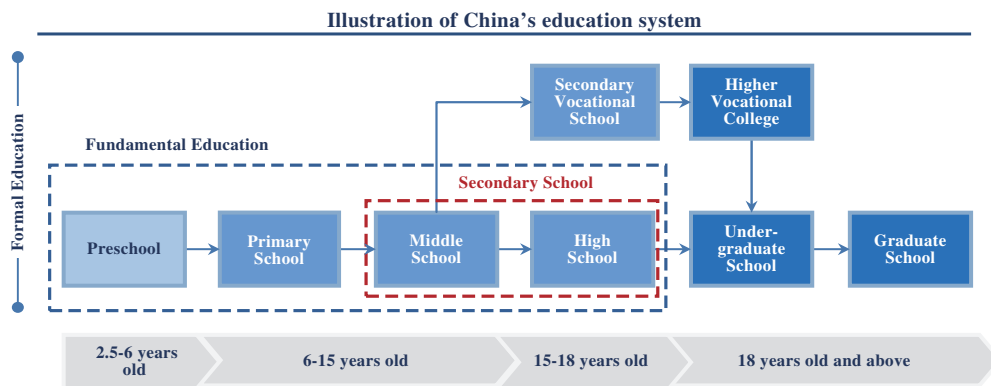 Illustration of China's education system
Formal Education
Secondary
Vocational
School
Higher
Vocational
College
Fundamental Education
Secondary School
Preschool
Primary
School
Middle
School
High
School
Under-
graduate
School
Graduate
School
2.5-6 years
old
6-15 years old
15-18 years old
18 years old and above